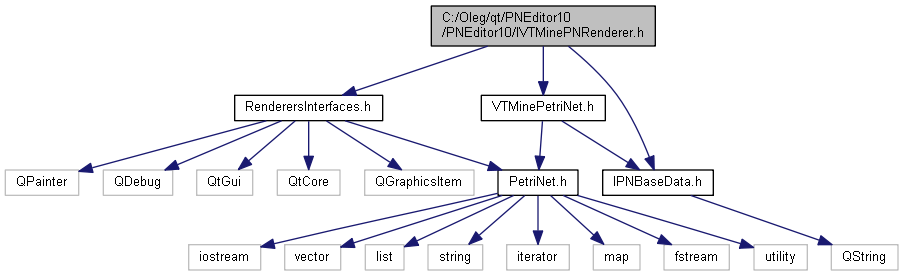 C:/Oleg/qt/PNEditor10
/PNEditor10/IVTMinePNRenderer.h
RenderersInterfaces.h
VTMinePetriNet.h
QPainter
QDebug
QtGui
QtCore
QGraphicsItem
PetriNet.h
IPNBaseData.h
iostream
vector
list
string
iterator
map
fstream
utility
QString